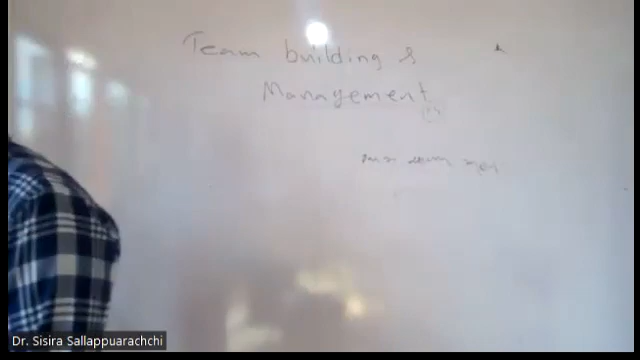 Team building &
Management
Dr. Sisira Sallappuarachchi